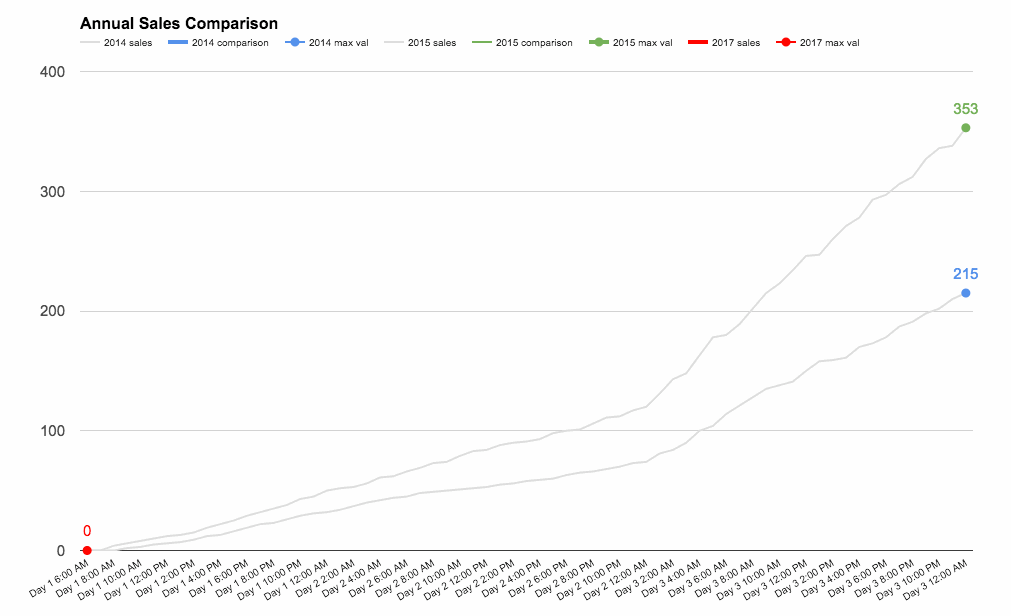 Annual Sales Comparison
2014 sales 2014 comparison 2014 max val 2015 sales 2015 comparison 2015 max val 2017 sales 2017 max val
400
353
300
215
200
100
0
0
Day 1 6:00 AM
Day 1 8:00 AM
Day 1 10:00 AM
Day 1 12:00 PM
Day 1 2:00 PM
Day 1 4:00 PM
Day 1 6:00 PM
Day 1 8:00 PM
Day 1 10:00 PM
Day 1 12:00 AM
Day 2 2:00 AM
Day 2 4:00 AM
Day 2 6:00 AM
Day 2 8:00 AM
Day 2 10:00 AM
Day 2 12:00 PM
Day 2 2:00 PM
Day 2 4:00 PM
Day 2 6:00 PM
Day 2 8:00 PM
Day 2 10:00 PM
Day 2 12:00 AM
Day 3 2:00 AM
Day 3 4:00 AM
Day 3 6:00 AM
Day 3 8:00 AM
Day 3 10:00 AM
Day 3 12:00 PM
Day 3 2:00 PM
Day 3 4:00 PM
Day 3 6:00 PM
Day 3 8:00 PM
Day 3 10:00 PM
Day 3 12:00 AM